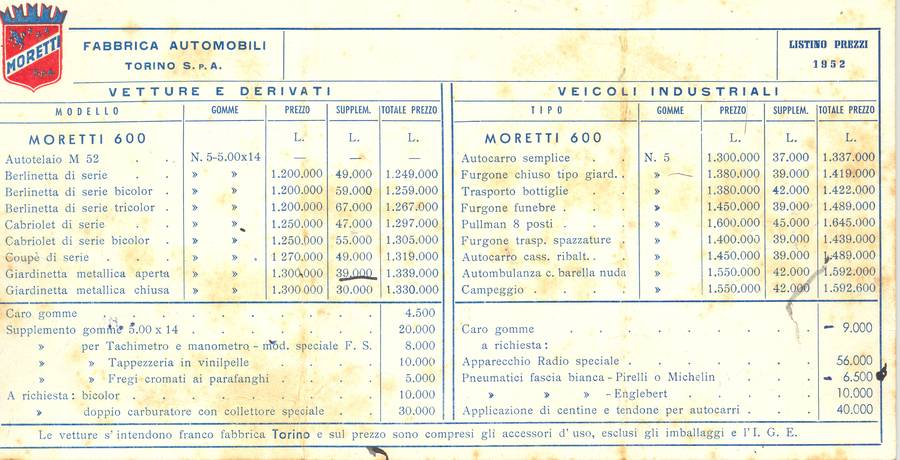 MORETTI
FABBRICA AUTOMOBILI
TORINO S.p.A.
LISTINO PREZZI
1952
VETTURE E DERIVATI
MODELLO GOMME PREZZO SUPPLEM. TOTALE PREZZO
MORETTI 600 L. L. L.
Autotelaio M 52 . . N. 5-5.00x14 — — —
Berlinetta di serie . . » » 1.200.000 49.000 1.249.000
Berlinetta di serie bicolor . » » 1.200.000 59.000 1.259.000
Berlinetta di serie tricolor . » » 1.200.000 67.000 1.267.000
Cabriolet di serie . . » » 1.250.000 47.000 1.297.000
Cabriolet di serie bicolor . » » 1.250.000 55.000 1.305.000
Coupè di serie . . . » » 1 270.000 49.000 1.319.000
Giardinetta metallica aperta » » 1.300.000 39.000 1.339.000
Giardinetta metallica chiusa » » 1.300 000 30.000 1.330.000
Caro gomme . . . . . . . 4.500
Supplemento gomme 5.00 x 14 . . . . . 20.000
» per Tachimetro e manometro - mod. speciale F. S. 8.000
» » Tappezzeria in vinilpelle . . . 10.000
» » Fregi cromati ai parafanghi . . . 5.000
A richiesta: bicolor . . . . . . 10.000
» doppio carburatore con collettore speciale . . 30.000
VEICOLI INDUSTRIALI
TIPO GOMME PREZZO SUPPLEM. TOTALE PREZZO
MORETTI 600 L. L. L.
Autocarro semplice . . N. 5 1.300.000 37.000 1.337.000
Furgone chiuso tipo giard. . » 1.380.000 39.000 1.419.000
Trasporto bottiglie . . » 1.380.000 42.000 1.422.000
Furgone funebre . . . » 1.450.000 39.000 1.489.000
Pullman 8 posti . . . » 1.600.000 45.000 1.645.000
Furgone trasp. spazzature . » 1.400.000 39.000 1.439.000
Autocarro cass. ribalt. . . » 1.450.000 39.000 1.489.000
Autombulanza c. barella nuda » 1.550.000 42.000 1.592.000
Campeggio . . . . » 1.550.000 42.000 1.592.600
Caro gomme . . . . . . . 9.000
a richiesta:
Apparecchio Radio speciale . . . . . 56.000
Pneumatici fascia bianca - Pirelli o Michelin . . 6.500
» » » - Englebert . . . 10.000
Applicazione di centine e tendone per autocarri . . 40.000
Le vetture s'intendono franco fabbrica Torino e sul prezzo sono compresi gli accessori d'uso, esclusi gli imballaggi e l'I. G. E.